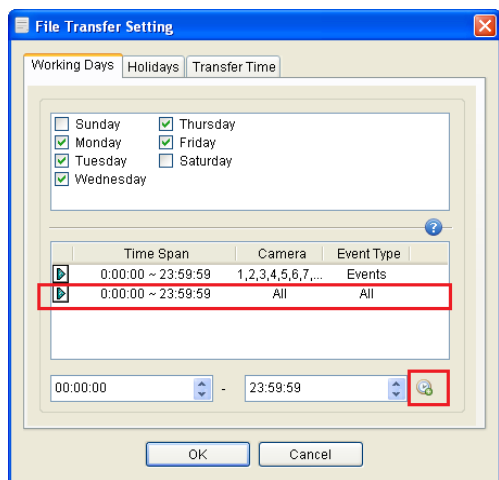 File Transfer Setting
Working Days Holidays Transfer Time
Sunday Thursday
Monday Friday
Tuesday Saturday
Wednesday
?
Time Span Camera Event Type
0:00:00 ~ 23:59:59 1,2,3,4,5,6,7,... Events
0:00:00 ~ 23:59:59 All All
00:00:00 - 23:59:59
OK Cancel